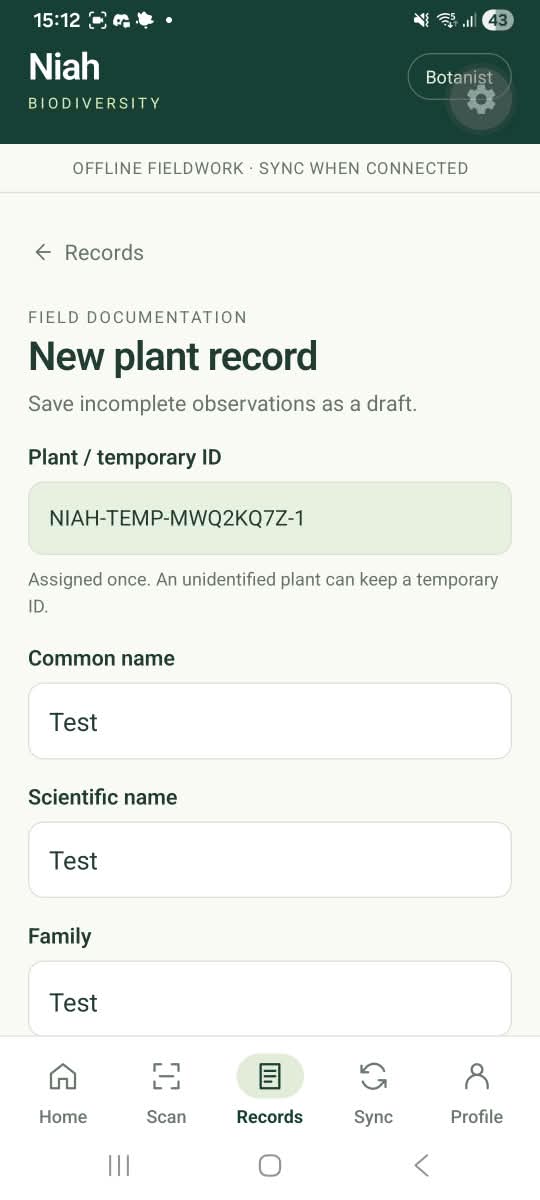 15:12
43
Niah
Botanist
BIODIVERSITY
OFFLINE FIELDWORK · SYNC WHEN CONNECTED
← Records
FIELD DOCUMENTATION
New plant record
Save incomplete observations as a draft.
Plant / temporary ID
NIAH-TEMP-MWQ2KQ7Z-1
Assigned once. An unidentified plant can keep a temporary
ID.
Common name
Test
Scientific name
Test
Family
Test
Home Scan Records Sync Profile